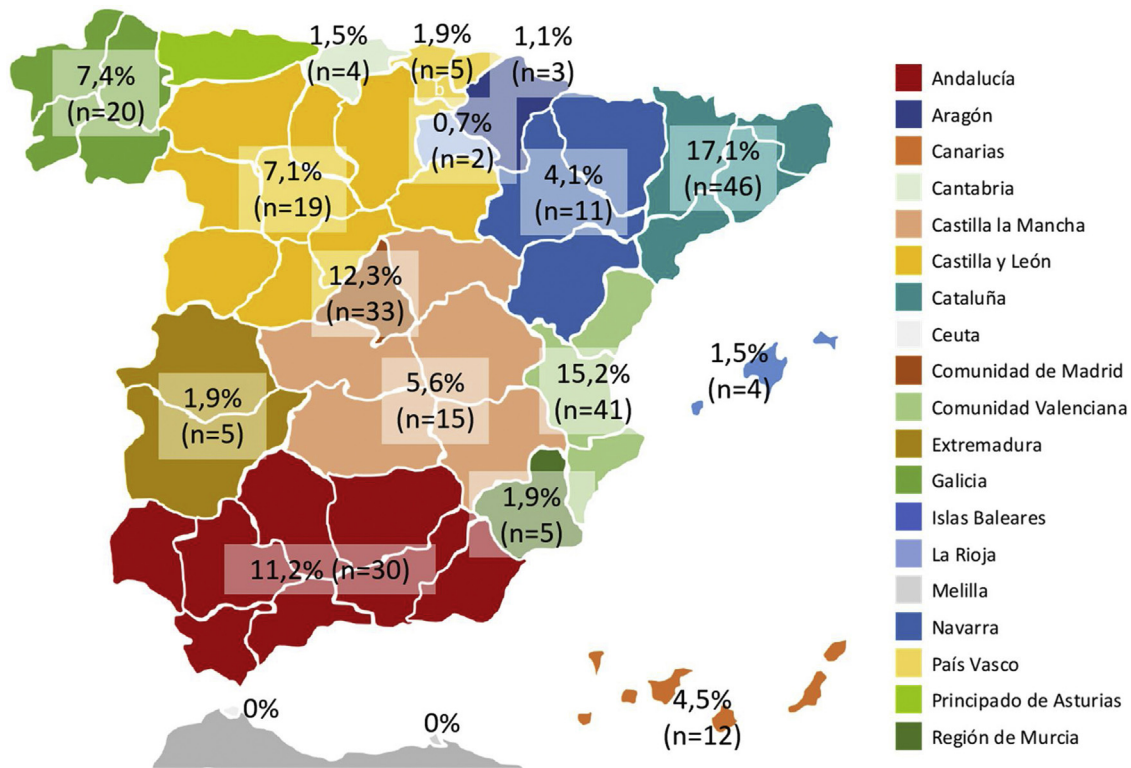 1,5%
(n=4)
1,9%
(n=5)
b
1,1%
(n=3)
7,4%
(n=20)
0,7%
(n=2)
7,1%
(n=19)
4,1%
(n=11)
17,1%
(n=46)
12,3%
(n=33)
1,5%
(n=4)
15,2%
(n=41)
5,6%
(n=15)
1,9%
(n=5)
1,9%
(n=5)
11,2% (n=30)
4,5%
(n=12)
0%
0%
Andalucía
Aragón
Canarias
Cantabria
Castilla la Mancha
Castilla y León
Cataluña
Ceuta
Comunidad de Madrid
Comunidad Valenciana
Extremadura
Galicia
Islas Baleares
La Rioja
Melilla
Navarra
País Vasco
Principado de Asturias
Región de Murcia